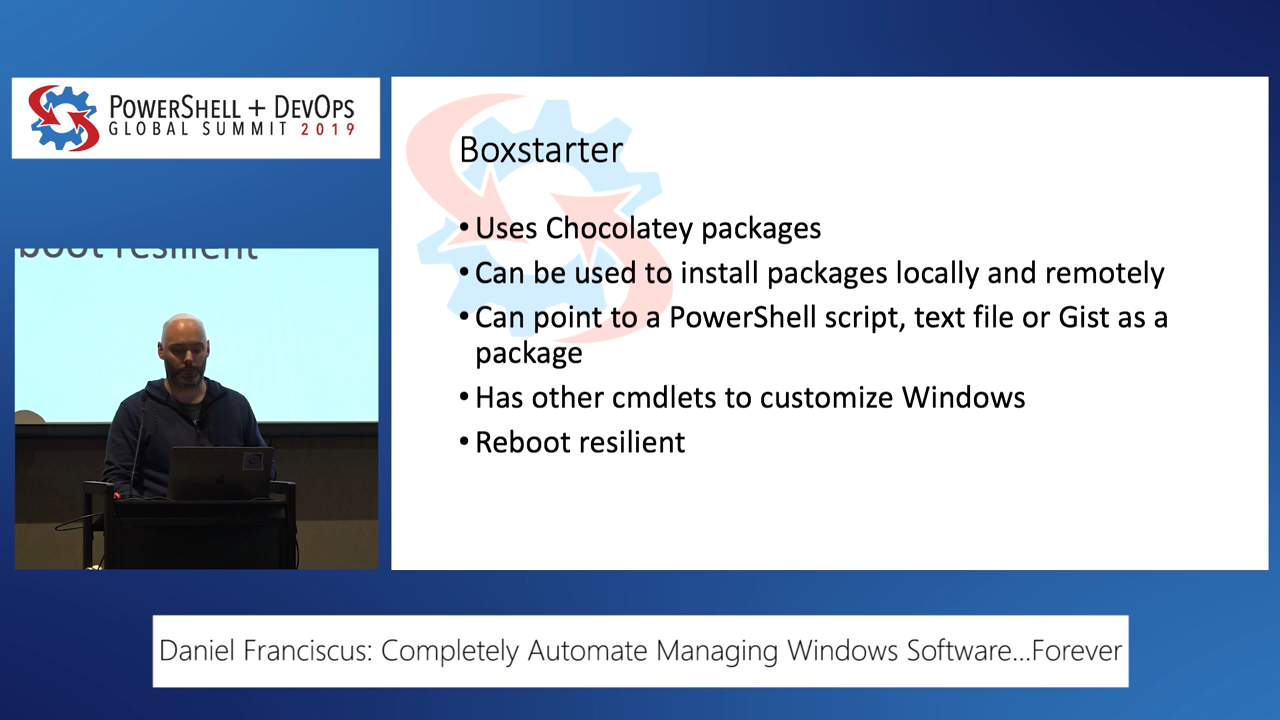 POWERSHELL + DEVOPS
GLOBAL SUMMIT 2019
boot resilient
Boxstarter
• Uses Chocolatey packages
• Can be used to install packages locally and remotely
• Can point to a PowerShell script, text file or Gist as a
package
• Has other cmdlets to customize Windows
• Reboot resilient
Daniel Franciscus: Completely Automate Managing Windows Software...Forever